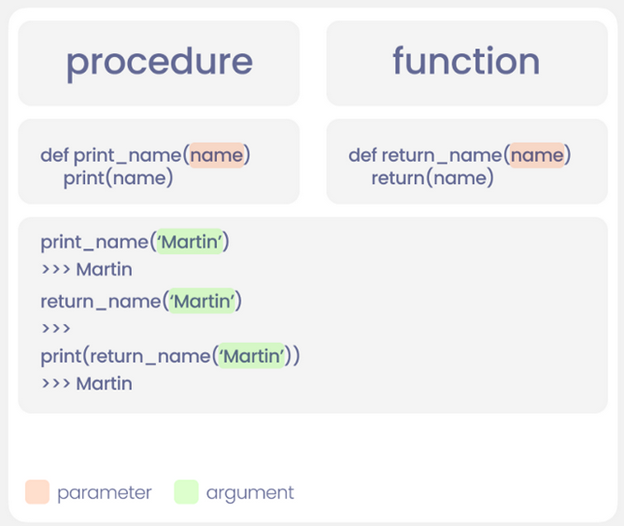 procedure
function
def print_name(name)
print(name)
def return_name(name)
return(name)
print_name(‘Martin’)
>>> Martin
return_name(‘Martin’)
>>>
print(return_name(‘Martin’))
>>> Martin
parameter
argument